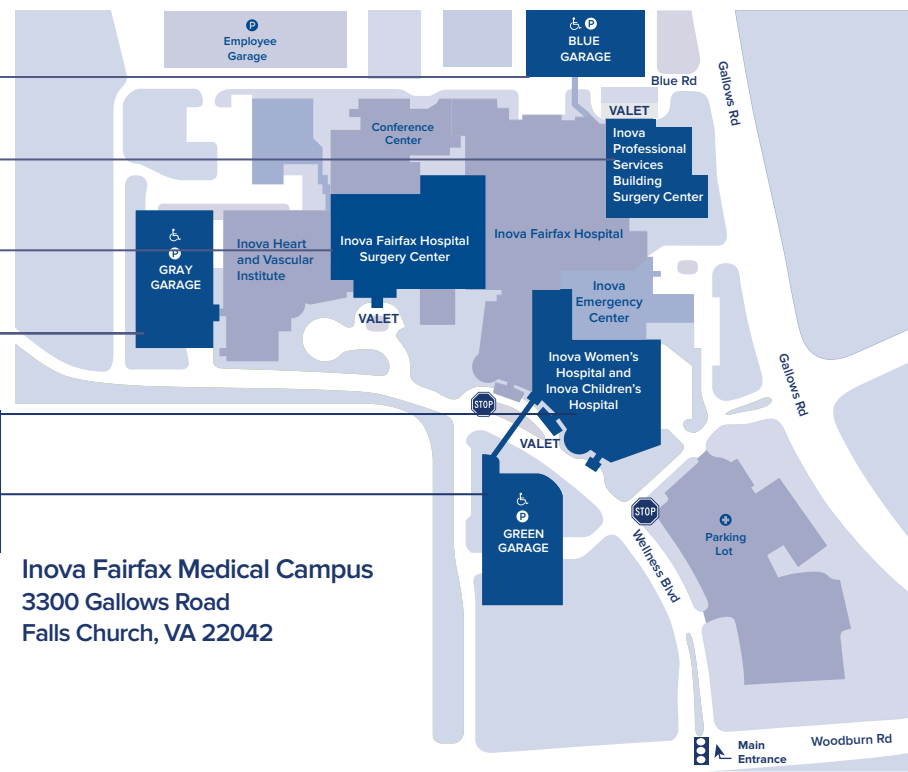 P
Employee
Garage
P
BLUE
GARAGE
Blue Rd
Gallows Rd
VALET
Inova
Professional
Services
Building
Surgery Center
Conference
Center
P
GRAY
GARAGE
Inova Heart
and Vascular
Institute
Inova Fairfax Hospital
Surgery Center
Inova Fairfax Hospital
VALET
Inova
Emergency
Center
Inova Women's
Hospital and
Inova Children's
Hospital
Gallows Rd
STOP
VALET
P
GREEN
GARAGE
STOP
Parking
Lot
Wellness Blvd
Inova Fairfax Medical Campus
3300 Gallows Road
Falls Church, VA 22042
Main
Entrance
Woodburn Rd